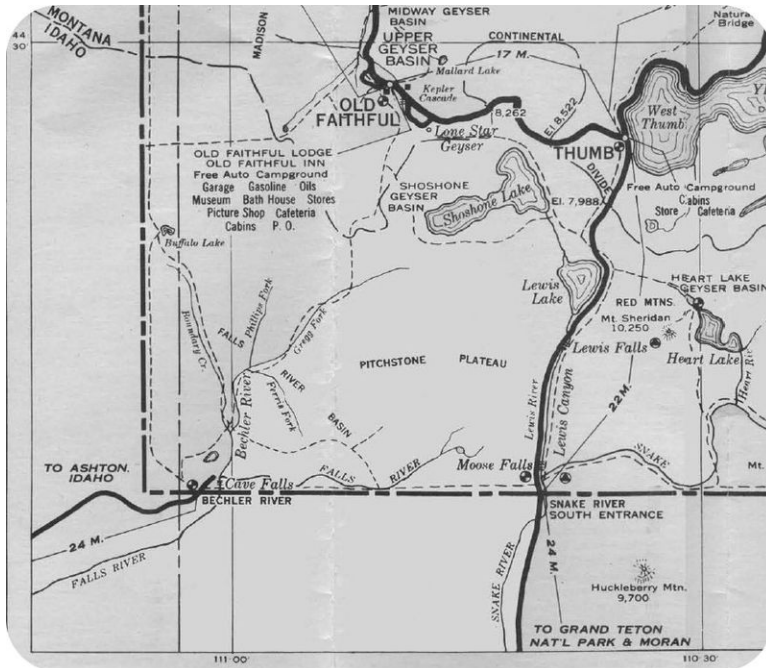 MONTANA
IDAHO
44
30
MADISON
MIDWAY GEYSER
BASIN
UPPER
GEYSER
BASIN
CONTINENTAL
17 M.
Natural
Bridge
Mallard Lake
Kepler
Cascade
OLD
FAITHFUL
8,262
El. 8,522
Lone Star
Geyser
THUMB
West
Thumb
OLD FAITHFUL LODGE
OLD FAITHFUL INN
Free Auto Campground
Garage Gasoline Oils
Museum Bath House Stores
Picture Shop Cafeteria
Cabins P. O.
SHOSHONE
GEYSER
BASIN
Shoshone Lake
DIVIDE
El. 7,988
Free Auto Campground
Cabins
Store Cafeteria
Buffalo Lake
Boundary Cr.
FALLS
RIVER
BASIN
Phillips Fork
Gregg Fork
Ferris Fork
Bechler River
PITCHSTONE PLATEAU
Lewis
Lake
HEART LAKE
GEYSER BASIN
RED MTNS.
Mt. Sheridan
10,250
Lewis Falls
Heart Lake
Heart Riv
Lewis River
Lewis Canyon
22 M.
TO ASHTON,
IDAHO
Cave Falls
BECHLER RIVER
FALLS RIVER
Moose Falls
SNAKE
Mt.
SNAKE RIVER
SOUTH ENTRANCE
24 M.
FALLS RIVER
SNAKE RIVER
24 M.
Huckleberry Mtn.
9,700
TO GRAND TETON
NAT'L PARK & MORAN
111°00'
110°30'